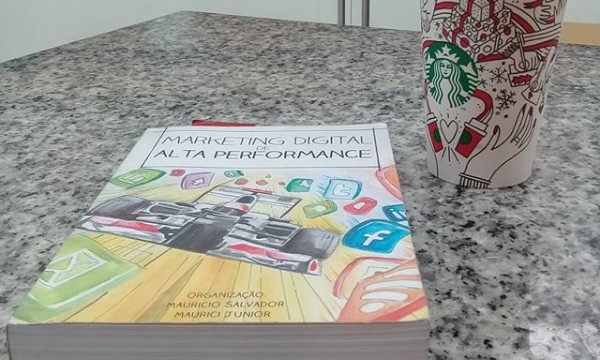 MARKETING DIGITAL
DE
ALTA PERFORMANCE
ORGANIZAÇÃO
MAURICIO SALVADOR
MAURICI JUNIOR